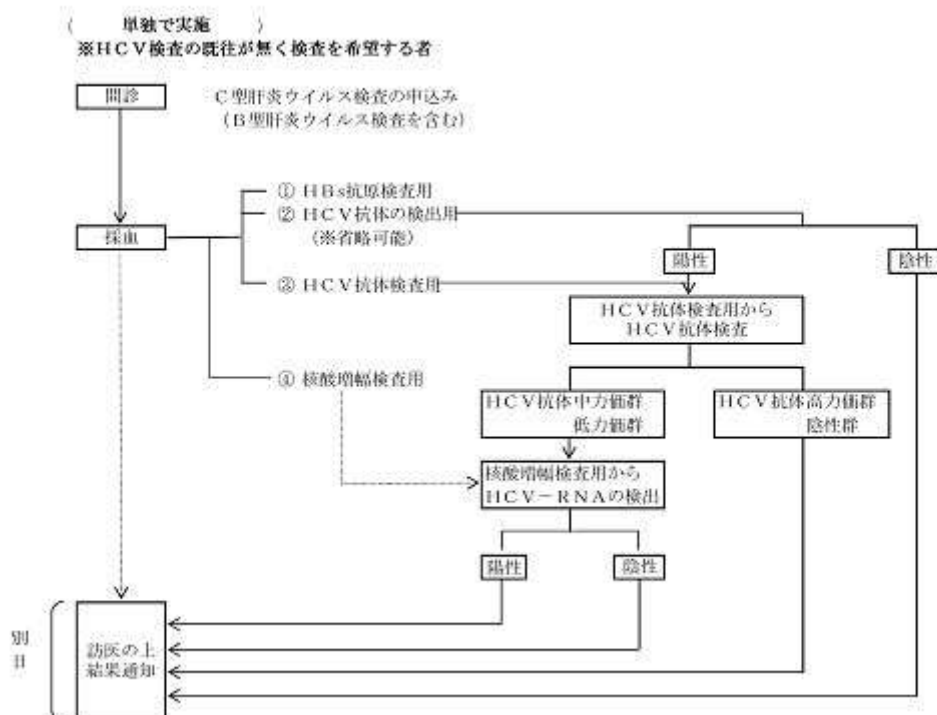 (　単独で実施　)
※HCV検査の既往が無く検査を希望する者
問診
C型肝炎ウイルス検査の申込み
(B型肝炎ウイルス検査を含む)
① HBs抗原検査用
② HCV抗体の検出用
(※省略可能)
採血
陽性
陰性
③ HCV抗体検査用
HCV抗体検査用から
HCV抗体検査
④ 核酸増幅検査用
HCV抗体中力価群
低力価群
HCV抗体高力価群
陰性群
核酸増幅検査用から
HCV−RNAの検出
陽性
陰性
別日
訪医の上
結果通知